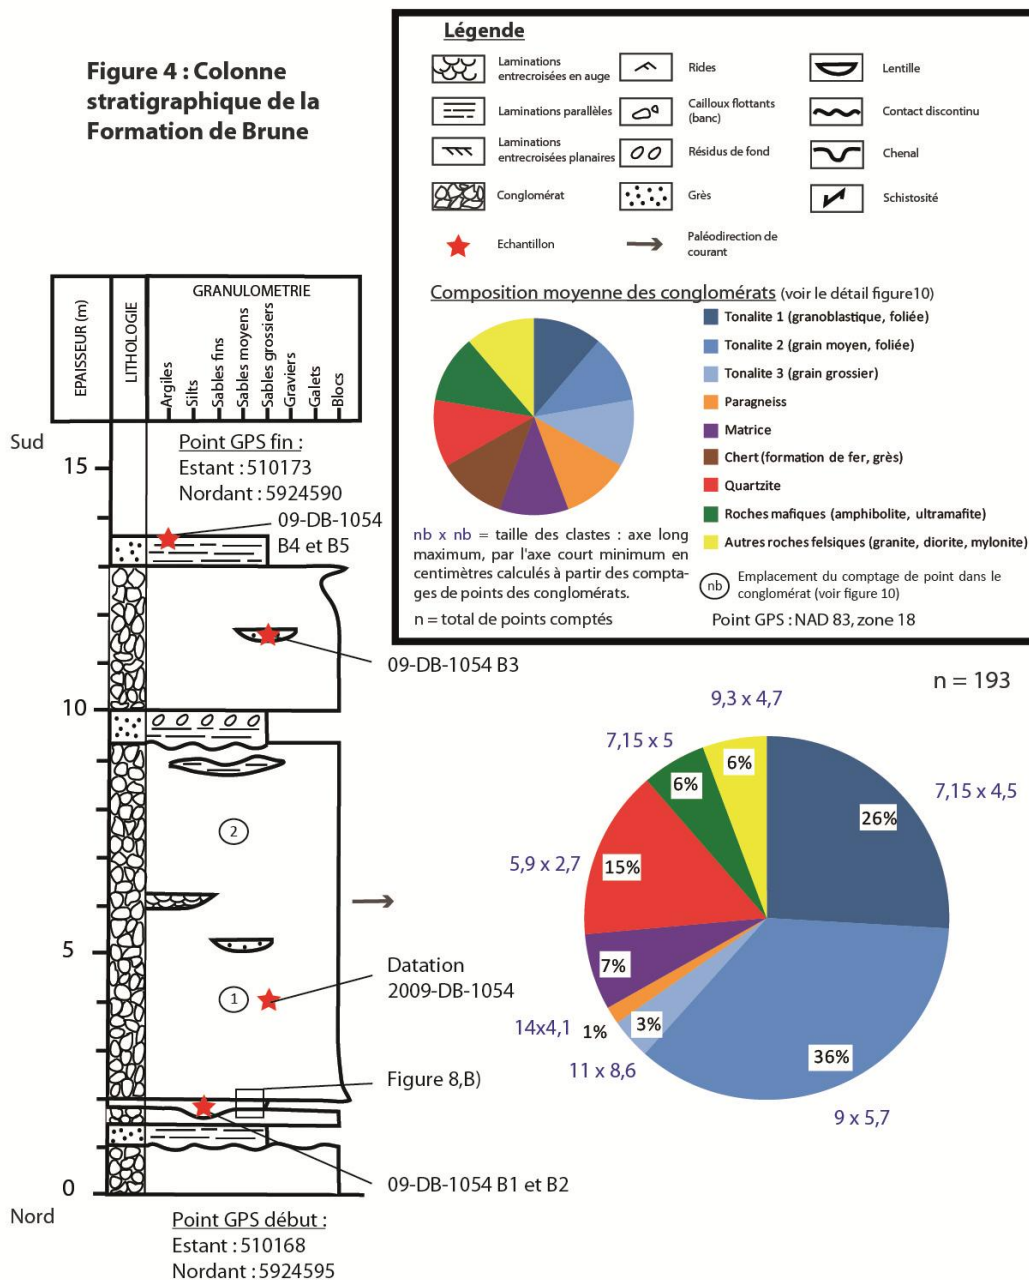 Figure 4 : Colonne
stratigraphique de la
Formation de Brune
Légende
Laminations
entrecroisées en auge
Rides
Lentille
Laminations parallèles
Cailloux flottants
(banc)
Contact discontinu
Laminations
entrecroisées planaires
Résidus de fond
Chenal
Conglomérat
Grès
Schistosité
Echantillon
Paléodirection de
courant
Composition moyenne des conglomérats (voir le détail figure10)
Tonalite 1 (granoblastique, foliée)
Tonalite 2 (grain moyen, foliée)
Tonalite 3 (grain grossier)
Paragneiss
Matrice
Chert (formation de fer, grès)
Quartzite
Roches mafiques (amphibolite, ultramafite)
Autres roches felsiques (granite, diorite, mylonite)
nb x nb = taille des clastes : axe long
maximum, par l'axe court minimum en
centimètres calculés à partir des compta-
ges de points des conglomérats.
n = total de points comptés
nb
Emplacement du comptage de point dans le
conglomérat (voir figure 10)
Point GPS : NAD 83, zone 18
EPAISSEUR (m)
LITHOLOGIE
GRANULOMETRIE
Argiles
Silts
Sables fins
Sables moyens
Sables grossiers
Graviers
Galets
Blocs
Sud
15
Point GPS fin :
Estant : 510173
Nordant : 5924590
09-DB-1054
B4 et B5
09-DB-1054 B3
10
2
5
1
Datation
2009-DB-1054
Figure 8,B)
09-DB-1054 B1 et B2
0
Nord
Point GPS début :
Estant : 510168
Nordant : 5924595
n = 193
9,3 x 4,7
7,15 x 5
7,15 x 4,5
6%
6%
26%
5,9 x 2,7
15%
7%
14x4,1
1%
3%
11 x 8,6
36%
9 x 5,7